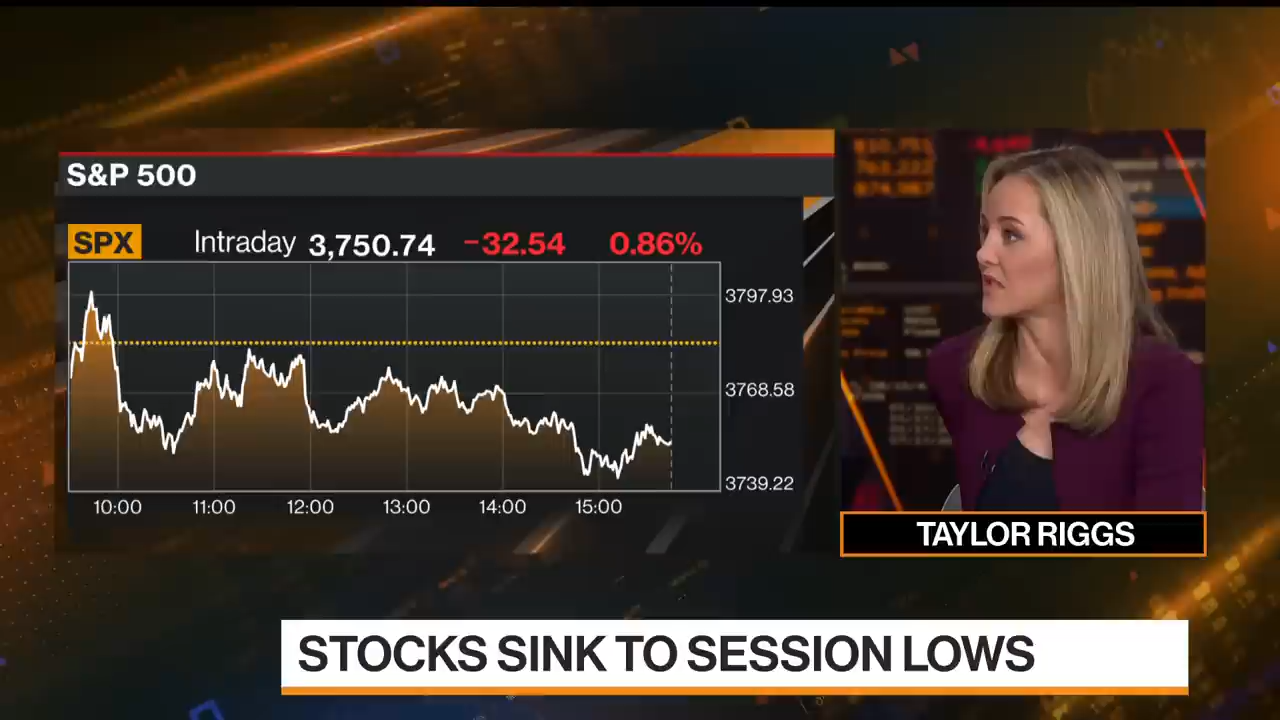 S&P 500
SPX Intraday 3,750.74 −32.54 0.86%
3797.93
3768.58
3739.22
10:00 11:00 12:00 13:00 14:00 15:00
TAYLOR RIGGS
STOCKS SINK TO SESSION LOWS